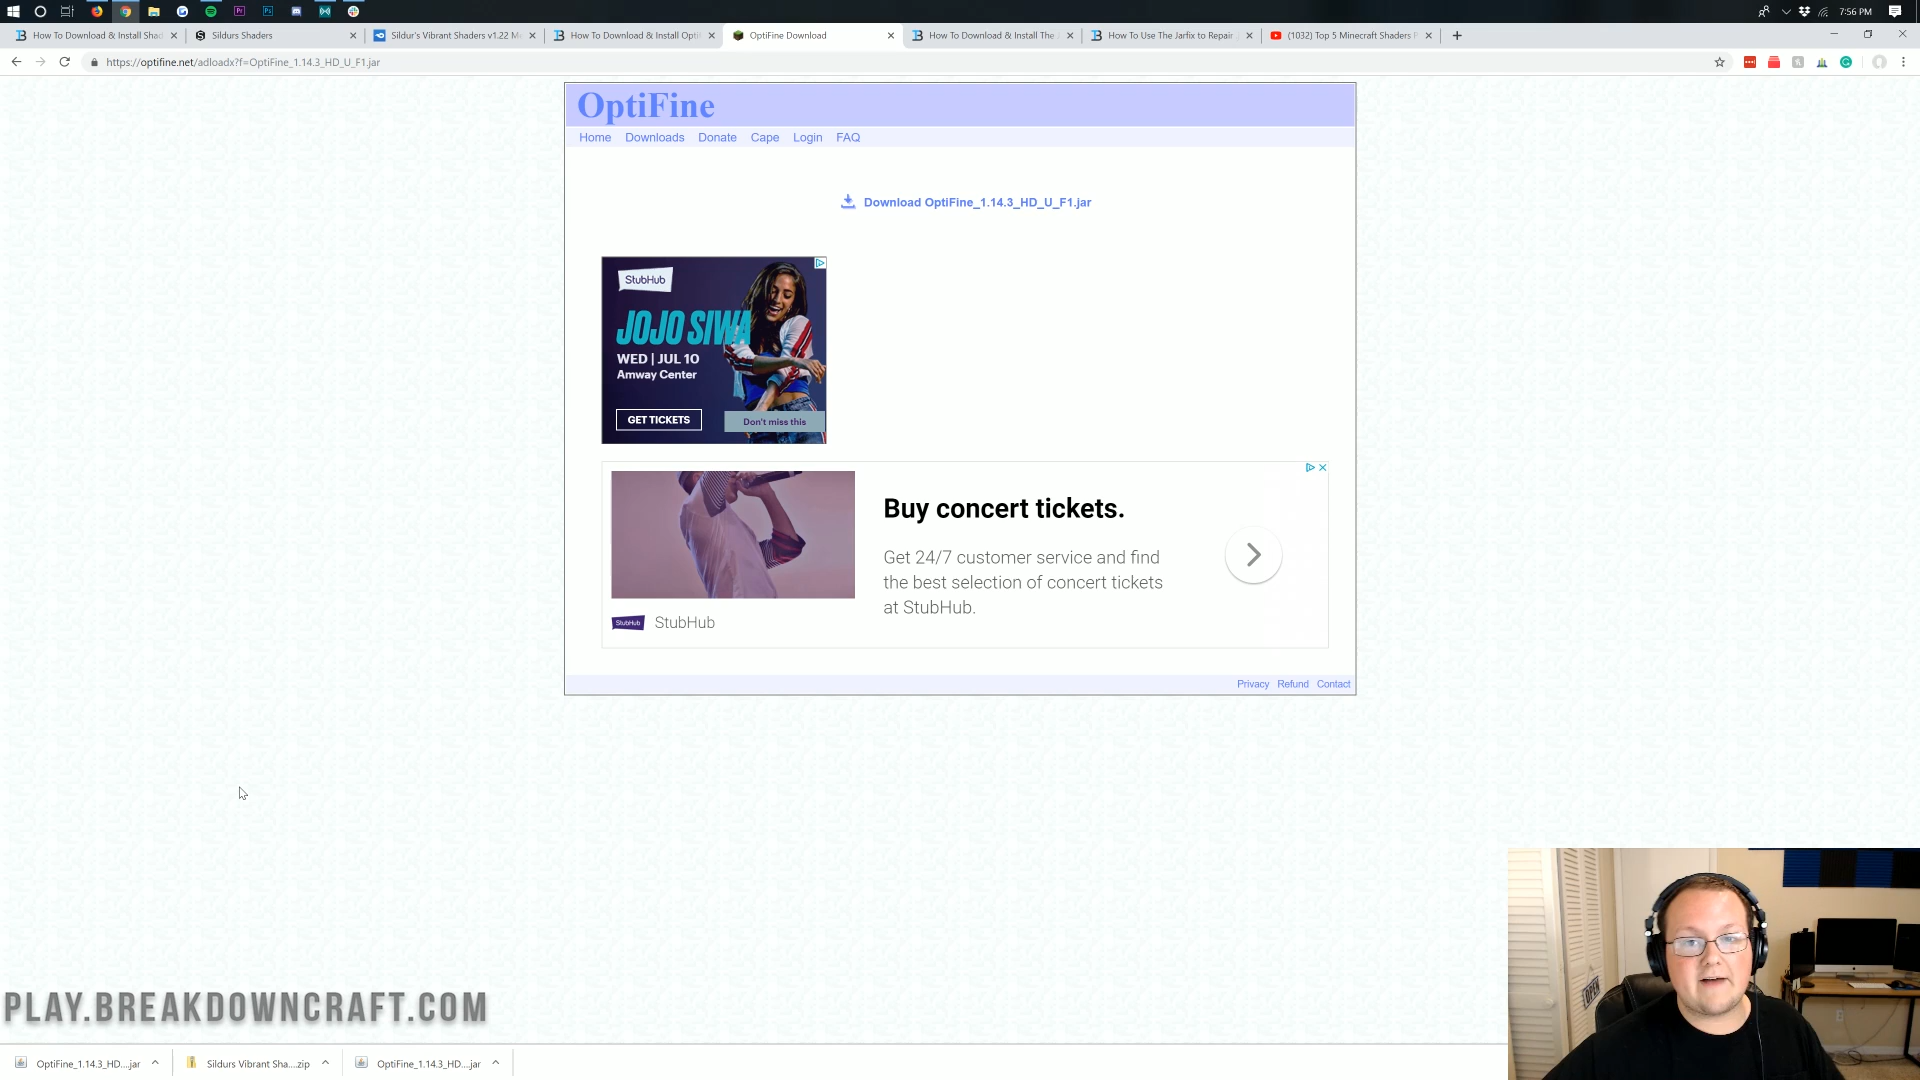 7:56 PM
How To Download & Install Shad
Sildurs Shaders
Sildur's Vibrant Shaders v1.22 Me
How To Download & Install Opti
OptiFine Download
How To Download & Install The J
How To Use The Jarfix to Repair
(1032) Top 5 Minecraft Shaders
https://optifine.net/adloadx?f=OptiFine_1.14.3_HD_U_F1.jar
OptiFine
Home Downloads Donate Cape Login FAQ
Download OptiFine_1.14.3_HD_U_F1.jar
StubHub
JOJO SIWA
WED | JUL 10
Amway Center
GET TICKETS
Don't miss this
Buy concert tickets.
Get 24/7 customer service and find
the best selection of concert tickets
at StubHub.
StubHub
StubHub
Privacy Refund Contact
OPEN
PLAY.BREAKDOWNCRAFT.COM
OptiFine_1.14.3_HD....jar
Sildurs Vibrant Sha....zip
OptiFine_1.14.3_HD....jar